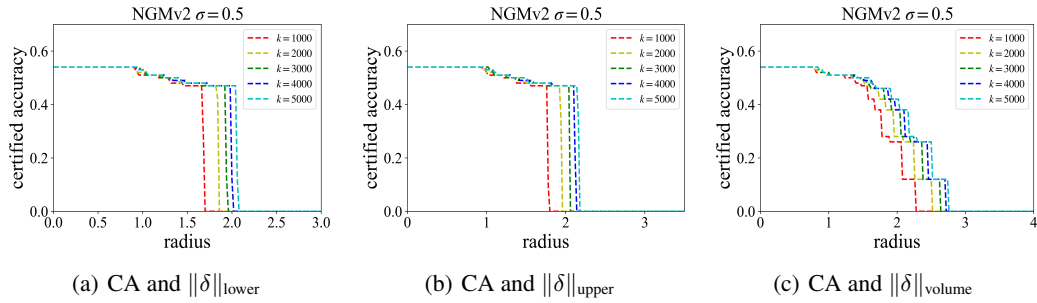 NGMv2 σ = 0.5
certified accuracy
0.6
0.4
0.2
0.0
k = 1000
k = 2000
k = 3000
k = 4000
k = 5000
0.0 0.5 1.0 1.5 2.0 2.5 3.0
radius
(a) CA and ‖δ‖lower
NGMv2 σ = 0.5
certified accuracy
0.6
0.4
0.2
0.0
k = 1000
k = 2000
k = 3000
k = 4000
k = 5000
0 1 2 3
radius
(b) CA and ‖δ‖upper
NGMv2 σ = 0.5
certified accuracy
0.6
0.4
0.2
0.0
k = 1000
k = 2000
k = 3000
k = 4000
k = 5000
0 1 2 3 4
radius
(c) CA and ‖δ‖volume